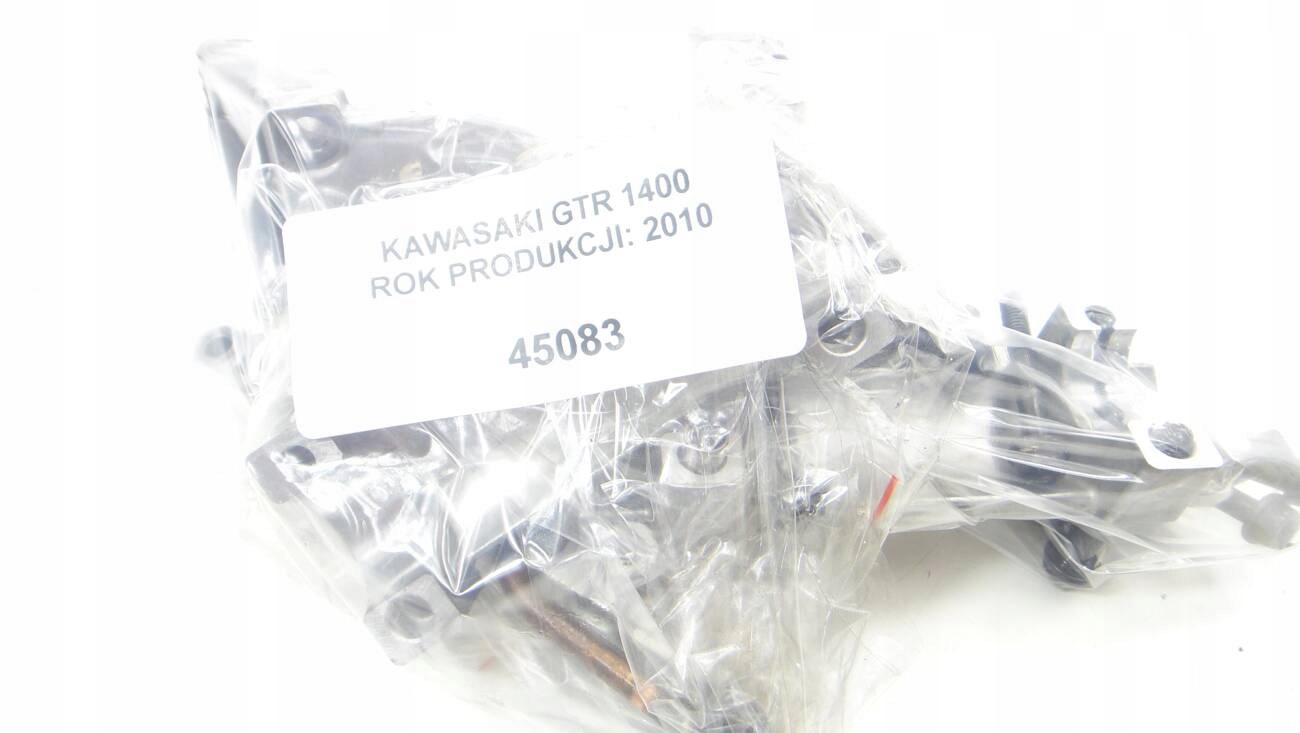 KAWASAKI GTR 1400
ROK PRODUKCJI: 2010
45083